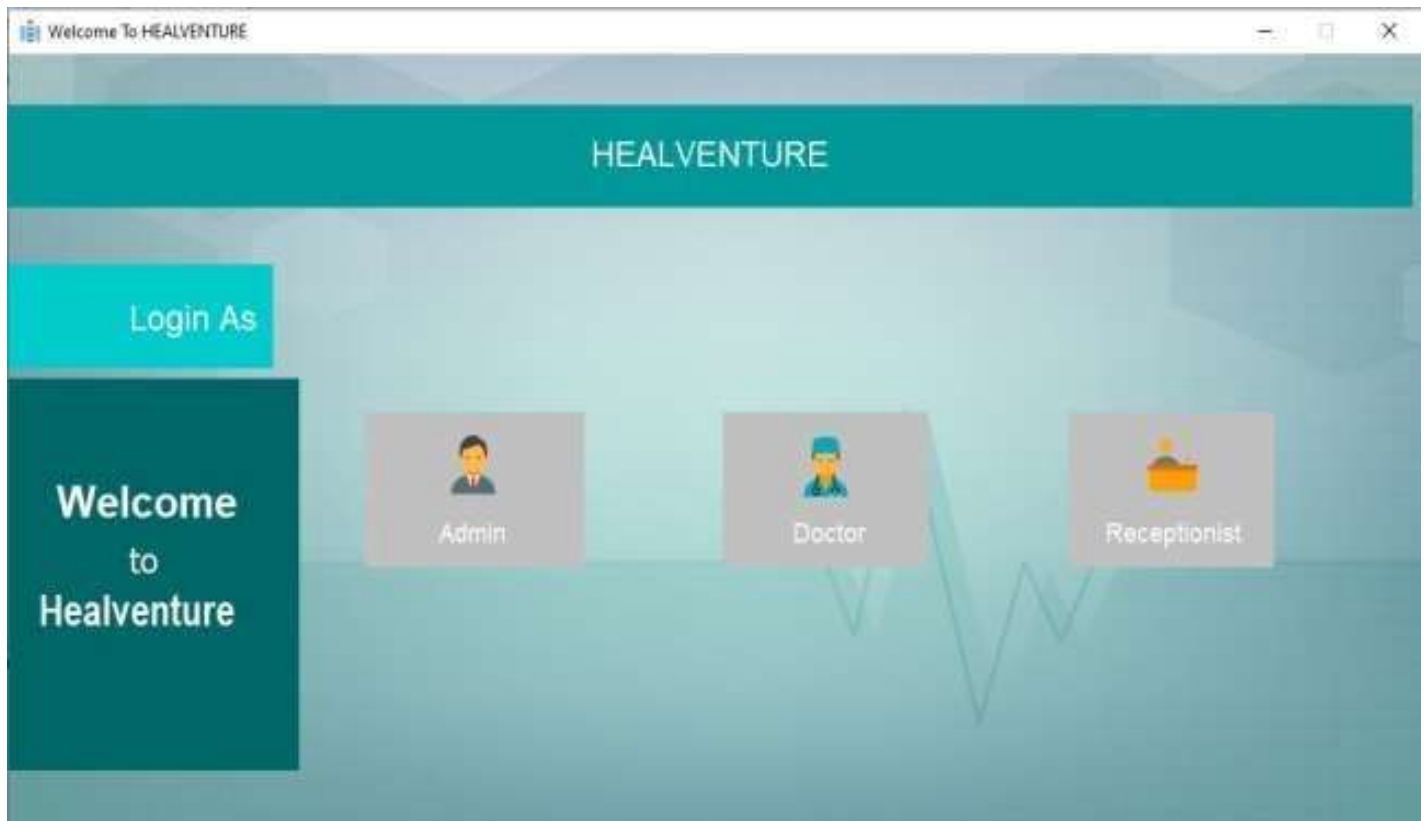 Welcome To HEALVENTURE
HEALVENTURE
Login As
Welcome
to
Healventure
Admin
Doctor
Receptionist